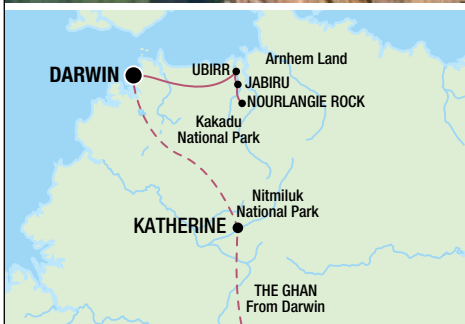 Arnhem Land
UBIRR
DARWIN
JABIRU
NOURLANGIE ROCK
Kakadu
National Park
Nitmiluk
National Park
KATHERINE
THE GHAN
From Darwin